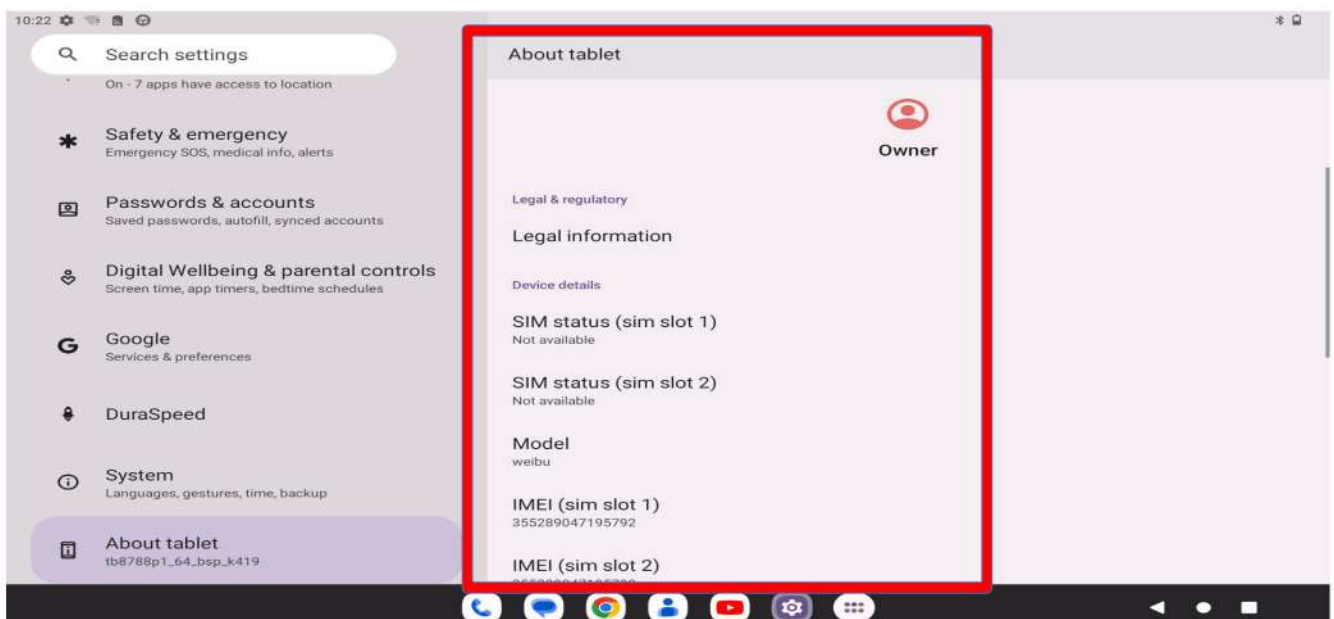 10:22
Search settings
On - 7 apps have access to location
Safety & emergency
Emergency SOS, medical info, alerts
Passwords & accounts
Saved passwords, autofill, synced accounts
Digital Wellbeing & parental controls
Screen time, app timers, bedtime schedules
Google
Services & preferences
DuraSpeed
System
Languages, gestures, time, backup
About tablet
tb8788p1_64_bsp_k419
About tablet
Owner
Legal & regulatory
Legal information
Device details
SIM status (sim slot 1)
Not available
SIM status (sim slot 2)
Not available
Model
weibu
IMEI (sim slot 1)
355289047195792
IMEI (sim slot 2)